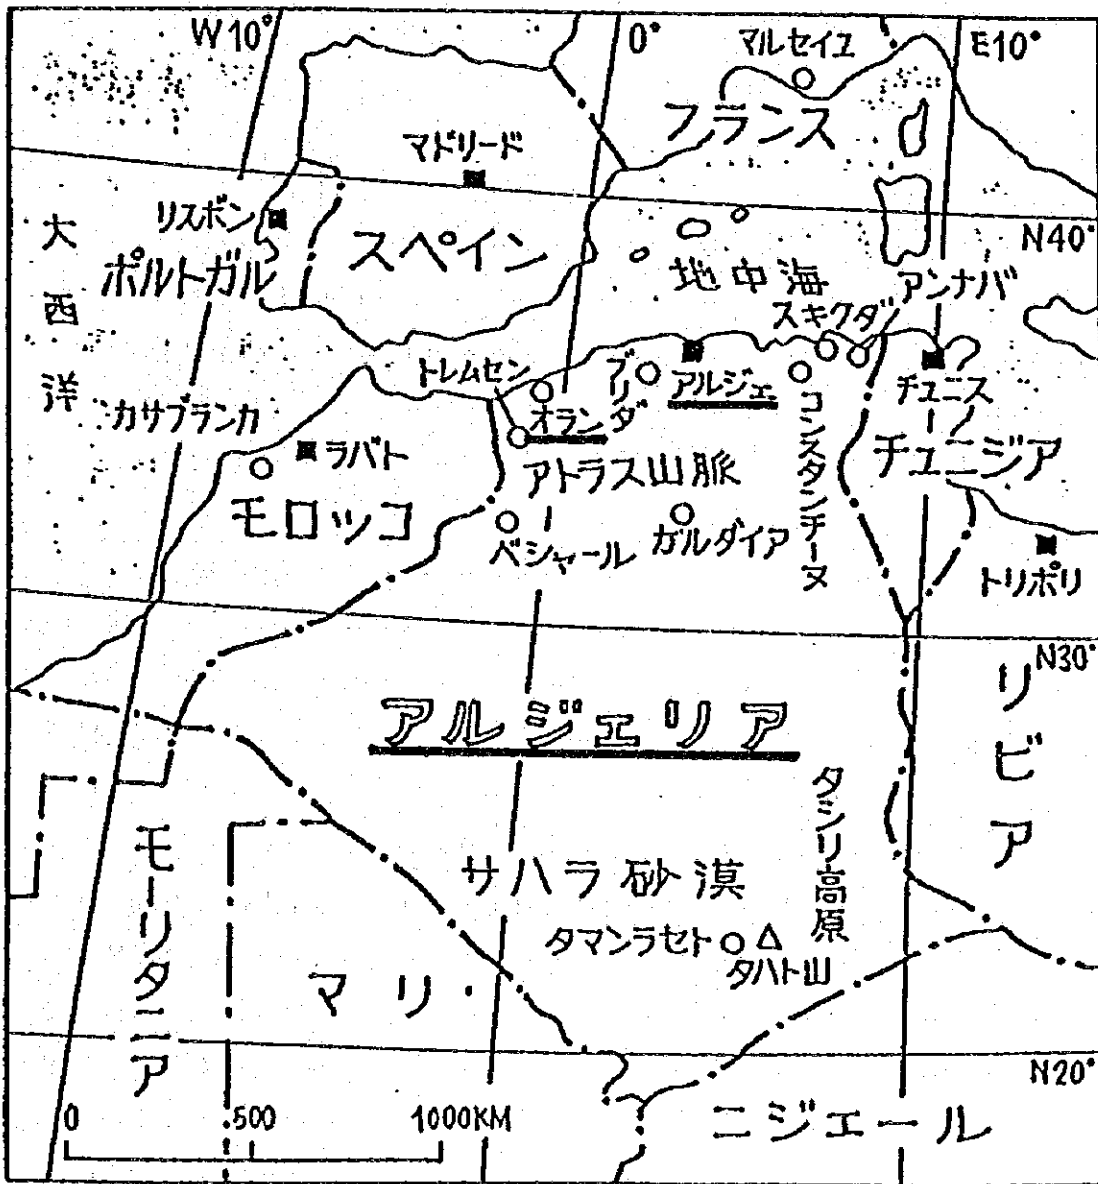 W10°
0°
マルセイユ
E10°
フランス
マドリード
リスボン
大西洋
ポルトガル
スペイン
地中海
N40°
アンナバ
スキクダ
トレムセン
ブリダ
アルジェ
チュニス
カサブランカ
オラン
コンスタンチーヌ
ラバト
アトラス山脈
チュニジア
モロッコ
ベシャール
ガルダイア
トリポリ
N30°
アルジェリア
リビア
タシリ高原
モーリタニア
サハラ砂漠
タマンラセト
タハト山
マリ
N20°
0 500 1000KM
ニジェール